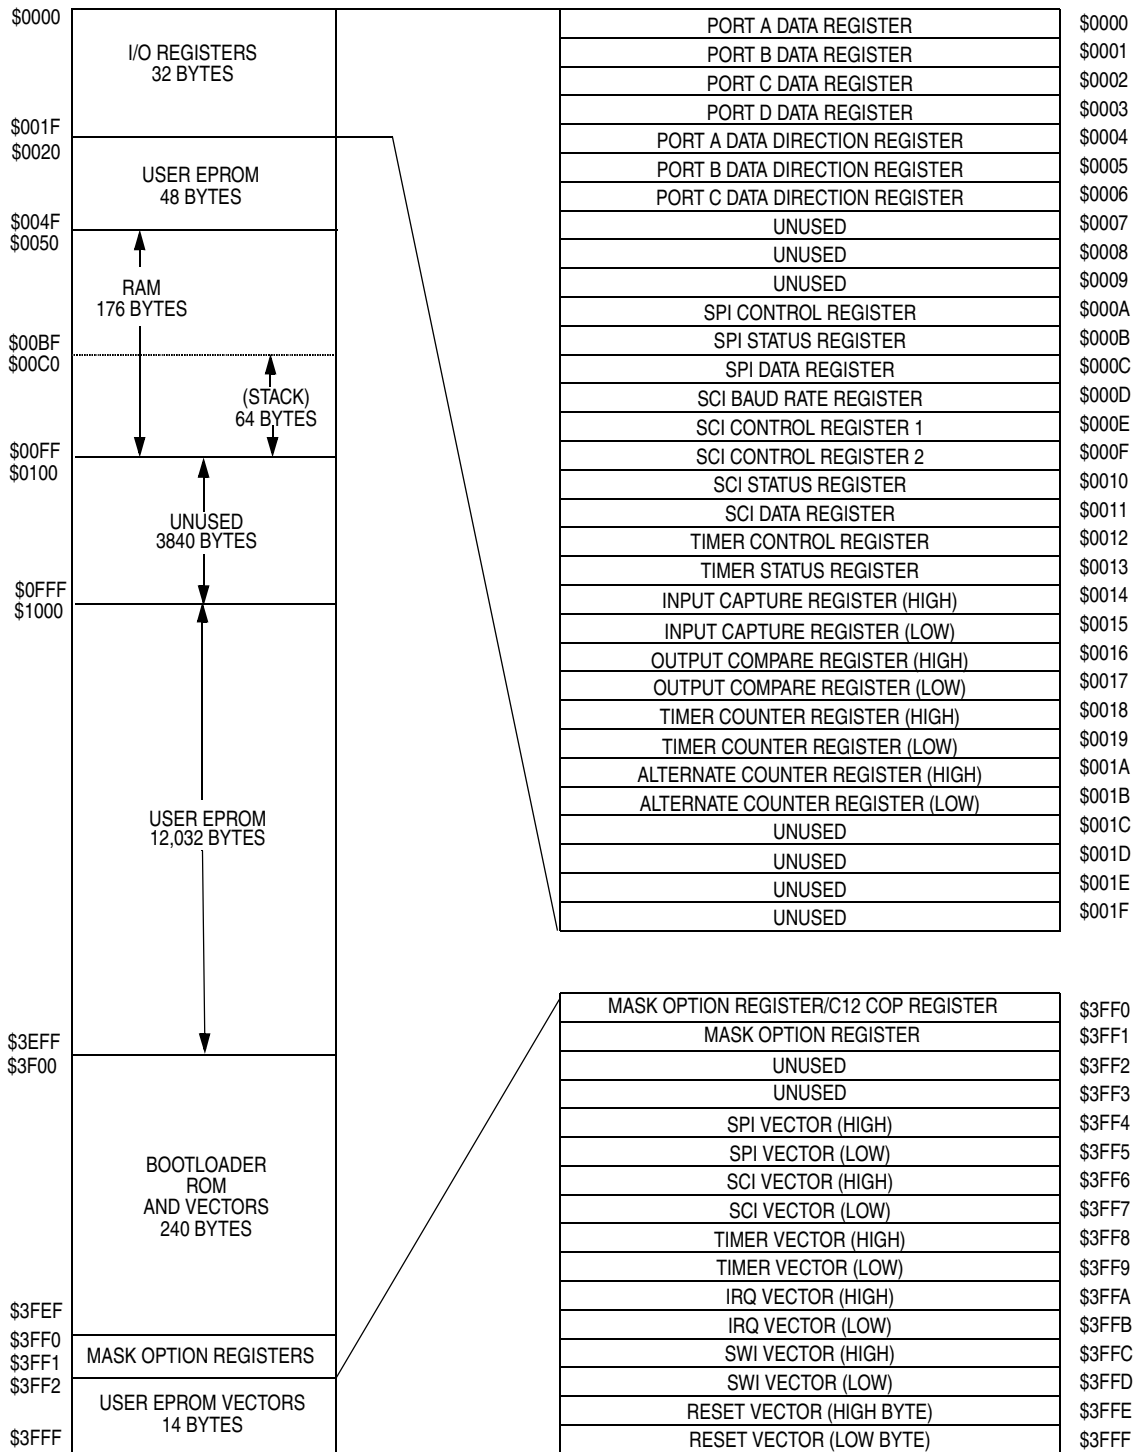 $0000
I/O REGISTERS
32 BYTES
$001F
$0020
USER EPROM
48 BYTES
$004F
$0050
RAM
176 BYTES
$00BF
$00C0
(STACK)
64 BYTES
$00FF
$0100
UNUSED
3840 BYTES
$0FFF
$1000
USER EPROM
12,032 BYTES
$3EFF
$3F00
BOOTLOADER
ROM
AND VECTORS
240 BYTES
$3FEF
$3FF0
$3FF1
MASK OPTION REGISTERS
$3FF2
USER EPROM VECTORS
14 BYTES
$3FFF
PORT A DATA REGISTER $0000
PORT B DATA REGISTER $0001
PORT C DATA REGISTER $0002
PORT D DATA REGISTER $0003
PORT A DATA DIRECTION REGISTER $0004
PORT B DATA DIRECTION REGISTER $0005
PORT C DATA DIRECTION REGISTER $0006
UNUSED $0007
UNUSED $0008
UNUSED $0009
SPI CONTROL REGISTER $000A
SPI STATUS REGISTER $000B
SPI DATA REGISTER $000C
SCI BAUD RATE REGISTER $000D
SCI CONTROL REGISTER 1 $000E
SCI CONTROL REGISTER 2 $000F
SCI STATUS REGISTER $0010
SCI DATA REGISTER $0011
TIMER CONTROL REGISTER $0012
TIMER STATUS REGISTER $0013
INPUT CAPTURE REGISTER (HIGH) $0014
INPUT CAPTURE REGISTER (LOW) $0015
OUTPUT COMPARE REGISTER (HIGH) $0016
OUTPUT COMPARE REGISTER (LOW) $0017
TIMER COUNTER REGISTER (HIGH) $0018
TIMER COUNTER REGISTER (LOW) $0019
ALTERNATE COUNTER REGISTER (HIGH) $001A
ALTERNATE COUNTER REGISTER (LOW) $001B
UNUSED $001C
UNUSED $001D
UNUSED $001E
UNUSED $001F
MASK OPTION REGISTER/C12 COP REGISTER $3FF0
MASK OPTION REGISTER $3FF1
UNUSED $3FF2
UNUSED $3FF3
SPI VECTOR (HIGH) $3FF4
SPI VECTOR (LOW) $3FF5
SCI VECTOR (HIGH) $3FF6
SCI VECTOR (LOW) $3FF7
TIMER VECTOR (HIGH) $3FF8
TIMER VECTOR (LOW) $3FF9
IRQ VECTOR (HIGH) $3FFA
IRQ VECTOR (LOW) $3FFB
SWI VECTOR (HIGH) $3FFC
SWI VECTOR (LOW) $3FFD
RESET VECTOR (HIGH BYTE) $3FFE
RESET VECTOR (LOW BYTE) $3FFF